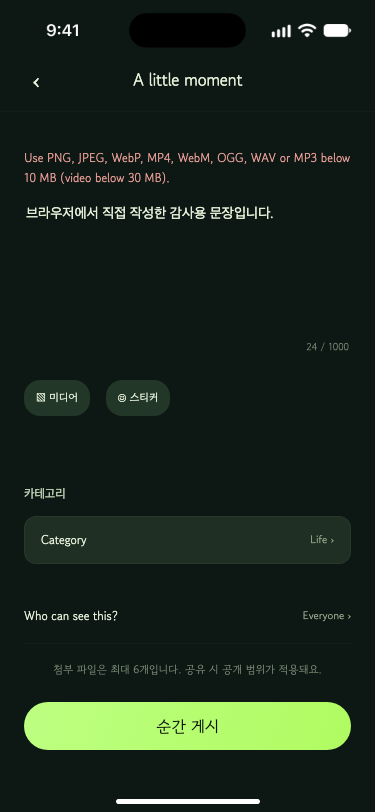 9:41
A little moment
Use PNG, JPEG, WebP, MP4, WebM, OGG, WAV or MP3 below
10 MB (video below 30 MB).
브라우저에서 직접 작성한 감사용 문장입니다.
24 / 1000
미디어
스티커
카테고리
Category Life ›
Who can see this? Everyone ›
첨부 파일은 최대 6개입니다. 공유 시 공개 범위가 적용돼요.
순간 게시